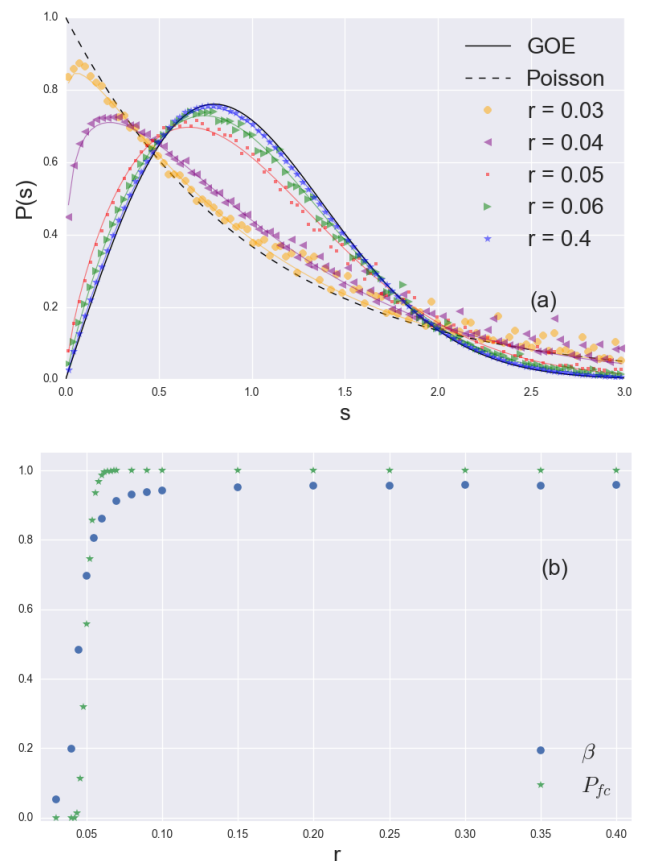 1.0
0.8
0.6
0.4
0.2
0.0
P(s)
GOE
Poisson
r = 0.03
r = 0.04
r = 0.05
r = 0.06
r = 0.4
(a)
0.0 0.5 1.0 1.5 2.0 2.5 3.0
s
1.0
0.8
0.6
0.4
0.2
0.0
(b)
β
P_{fc}
0.05 0.10 0.15 0.20 0.25 0.30 0.35 0.40
r